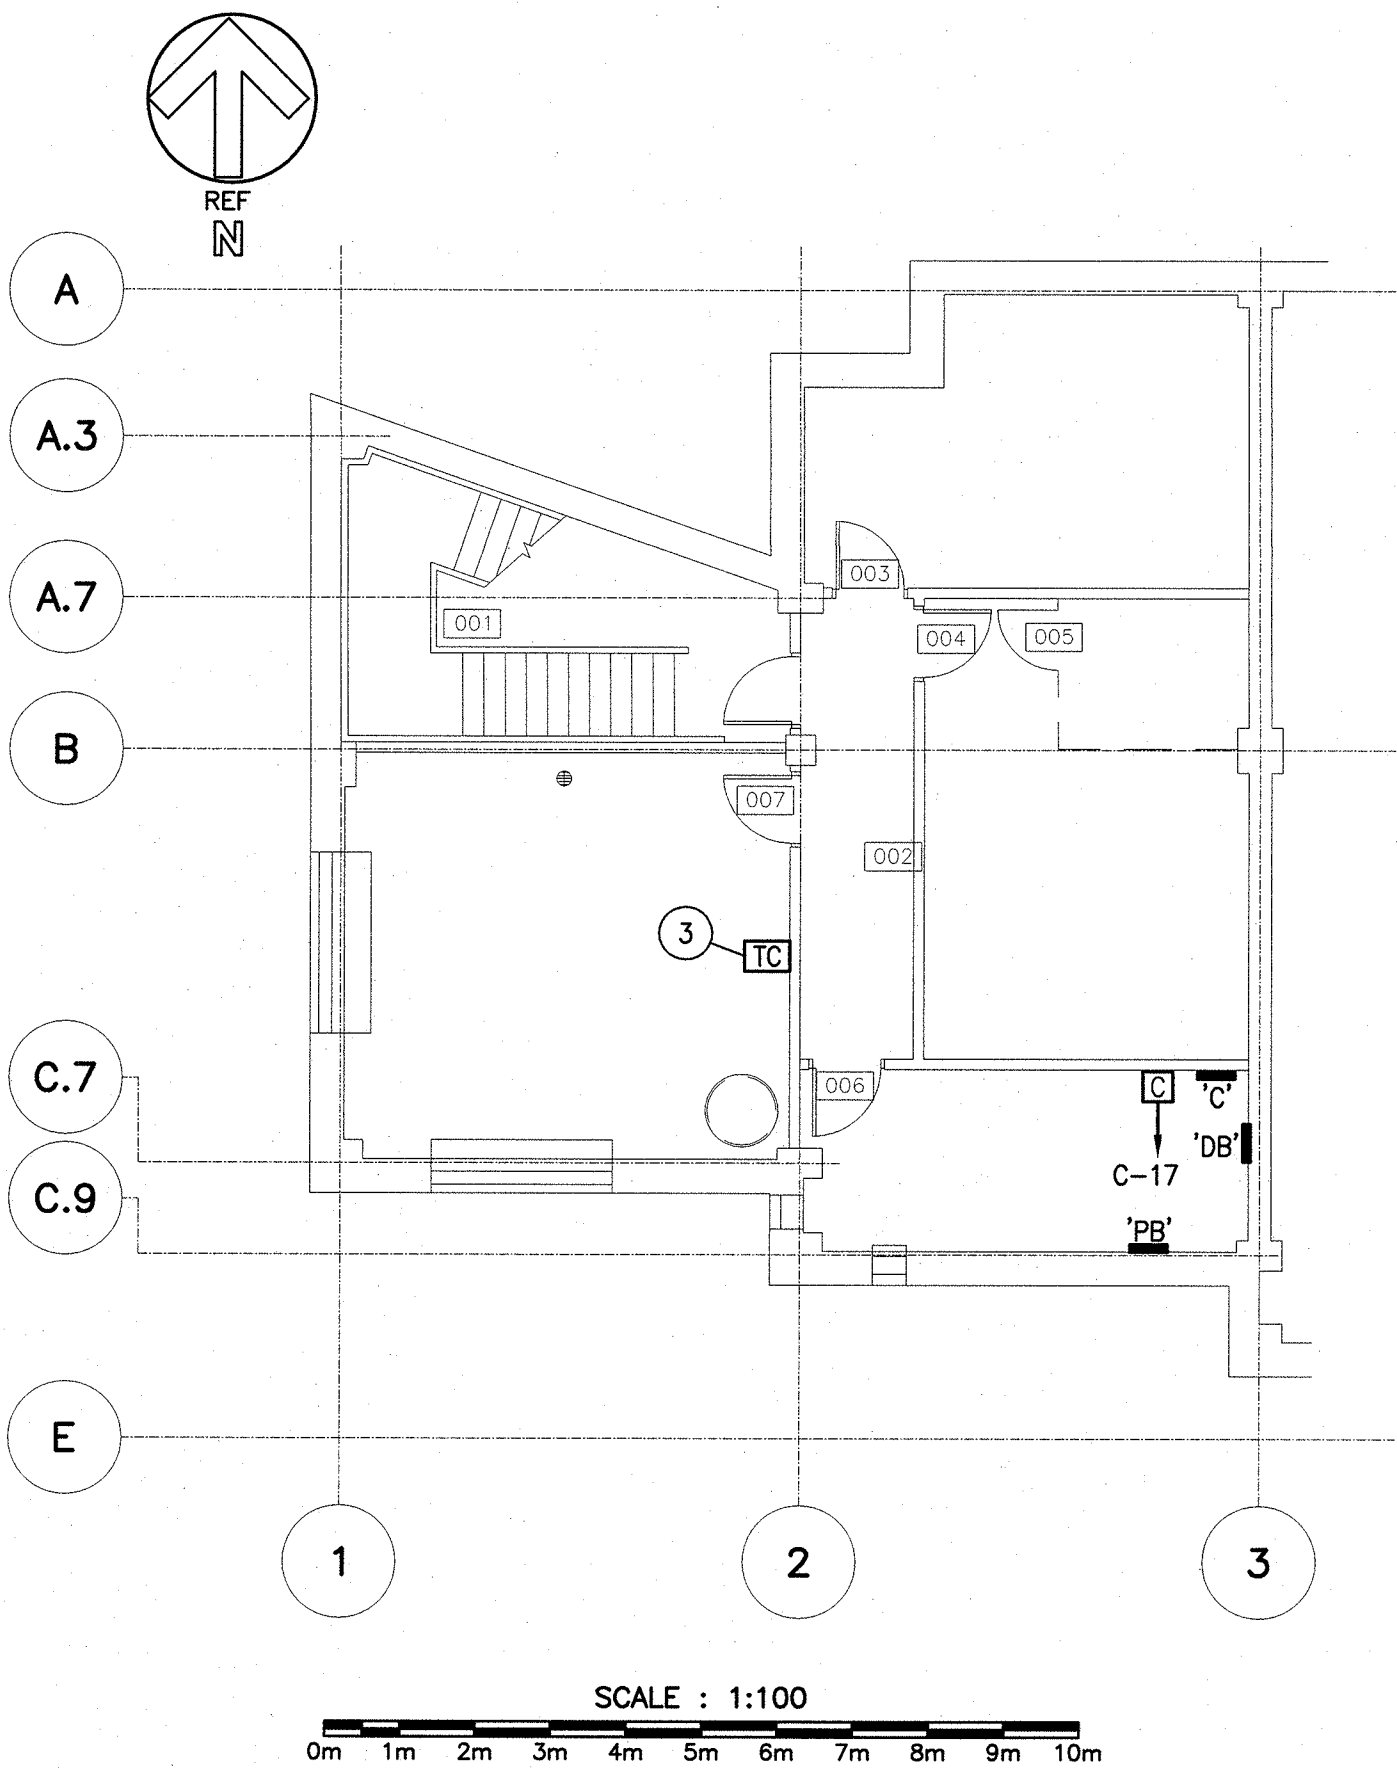 REF
N
A
A.3
A.7
003
001
004
005
B
007
002
3
TC
C.7
006
C
'C'
'DB'
C-17
C.9
'PB'
E
1
2
3
SCALE : 1:100
0m 1m 2m 3m 4m 5m 6m 7m 8m 9m 10m